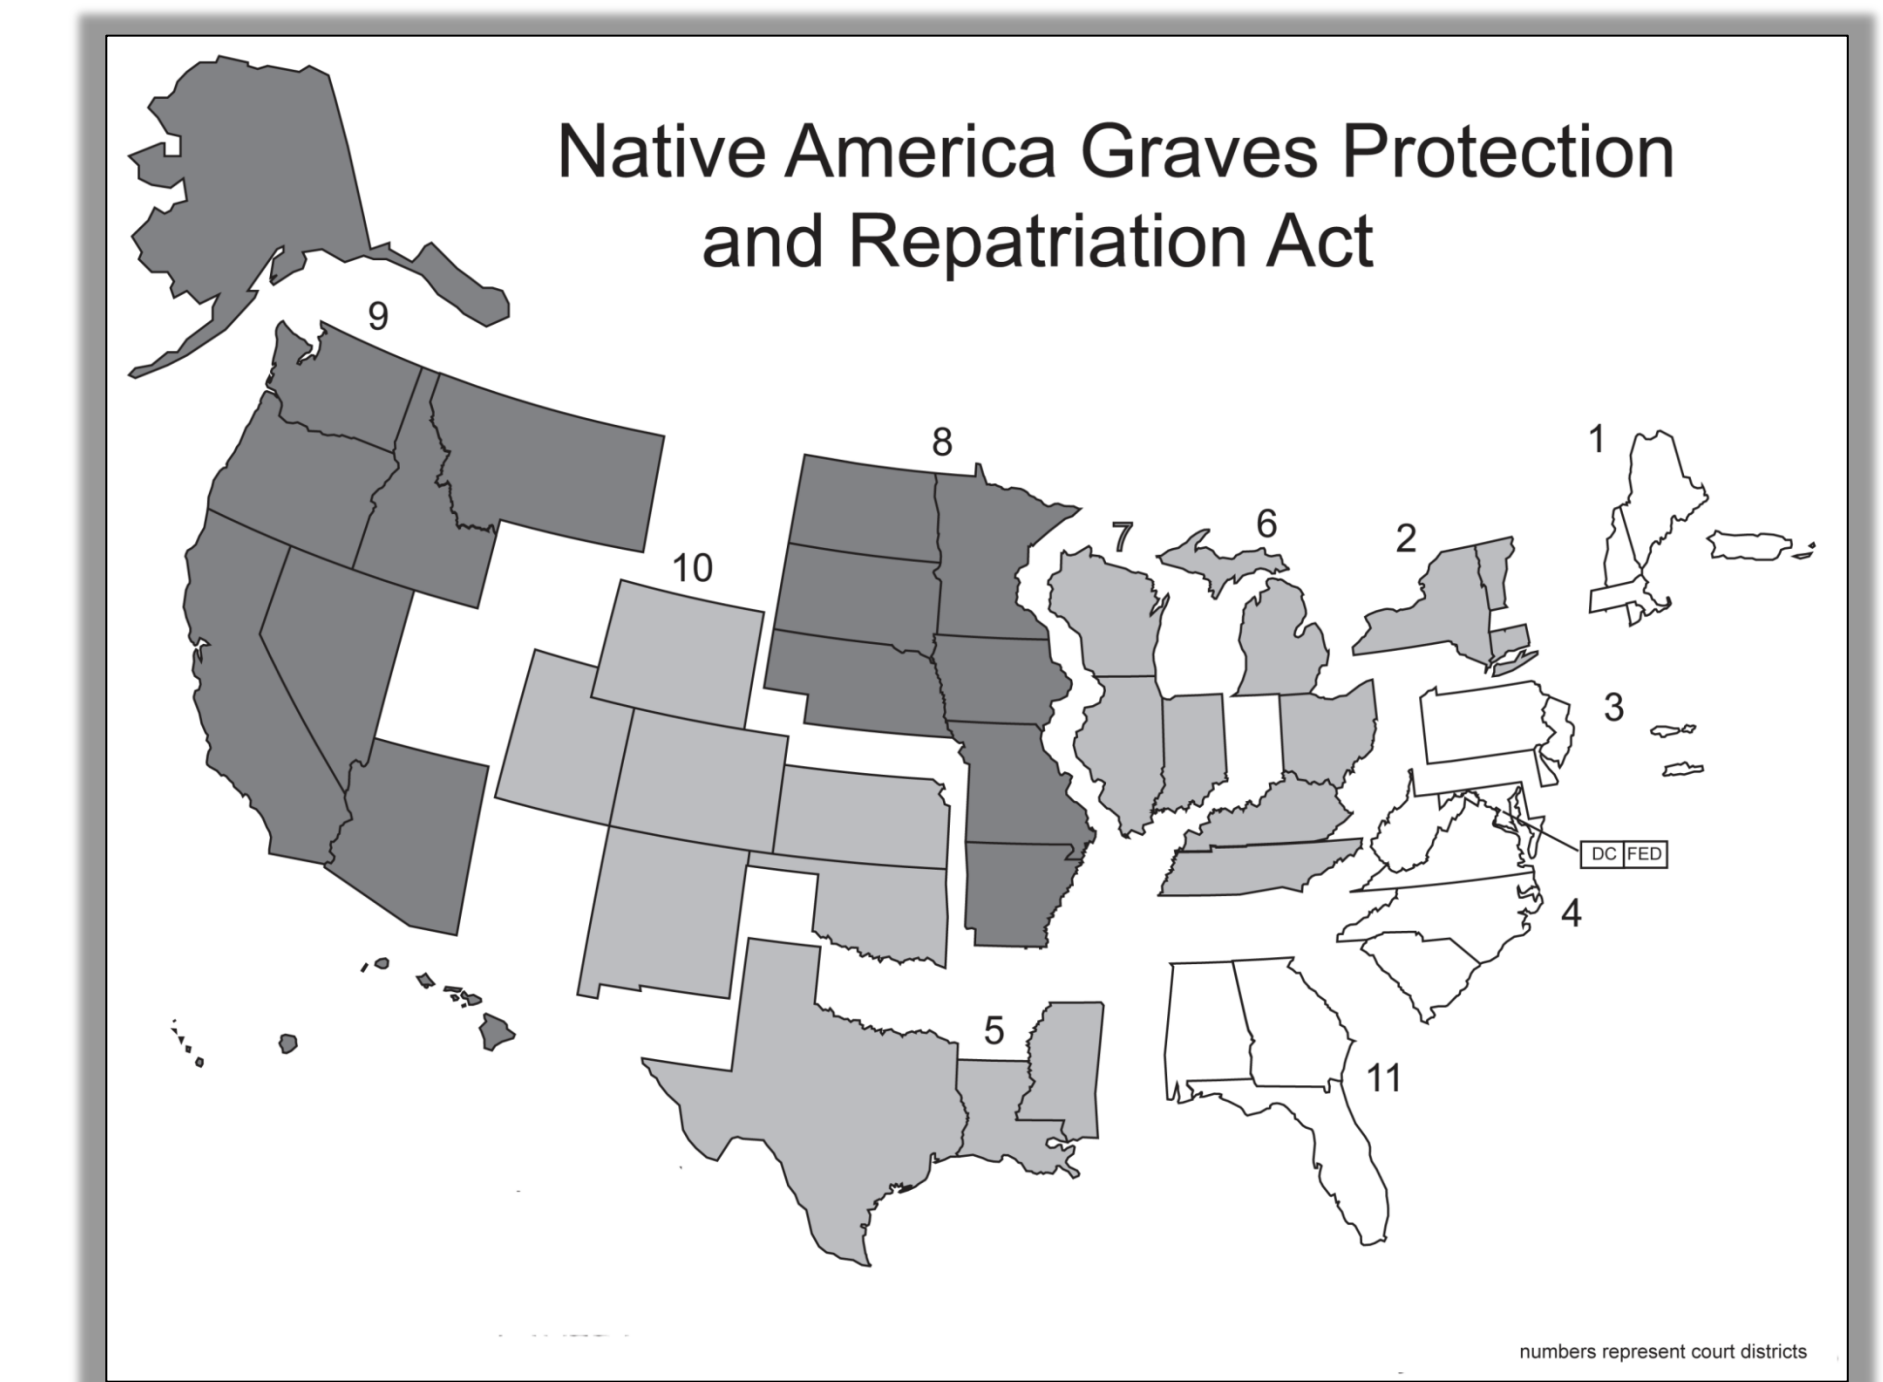 Native America Graves Protection
and Repatriation Act
9
8
1
7
6
2
10
3
DC FED
4
5
11
numbers represent court districts